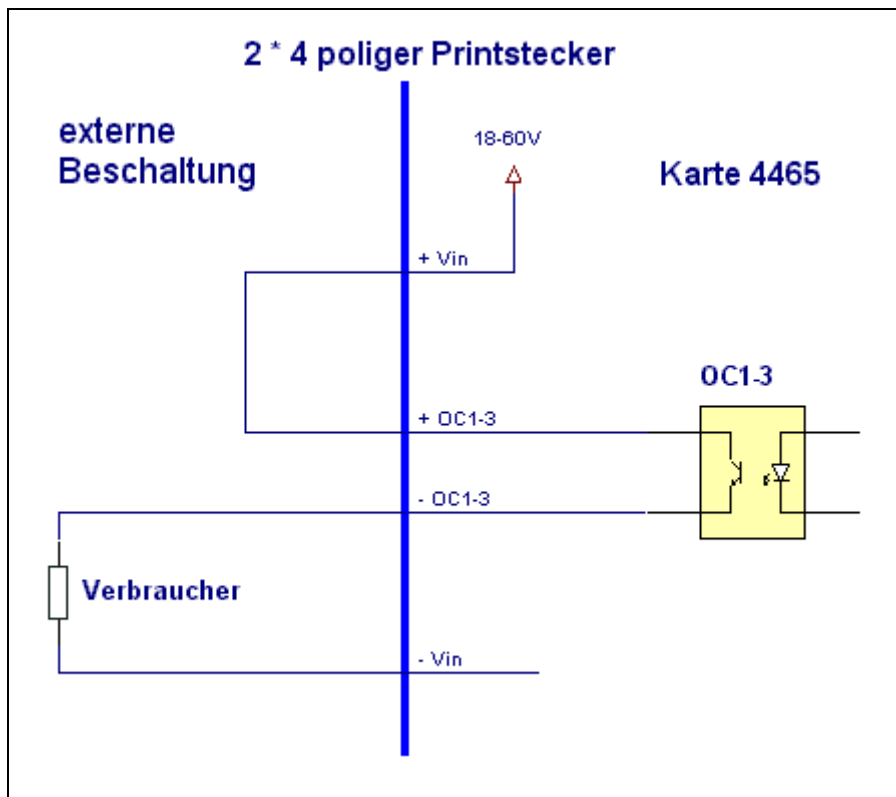 2 * 4 poliger Printstecker
externe
Beschaltung
18-60V
Karte 4465
+ Vin
OC1-3
+ OC1-3
- OC1-3
Verbraucher
- Vin